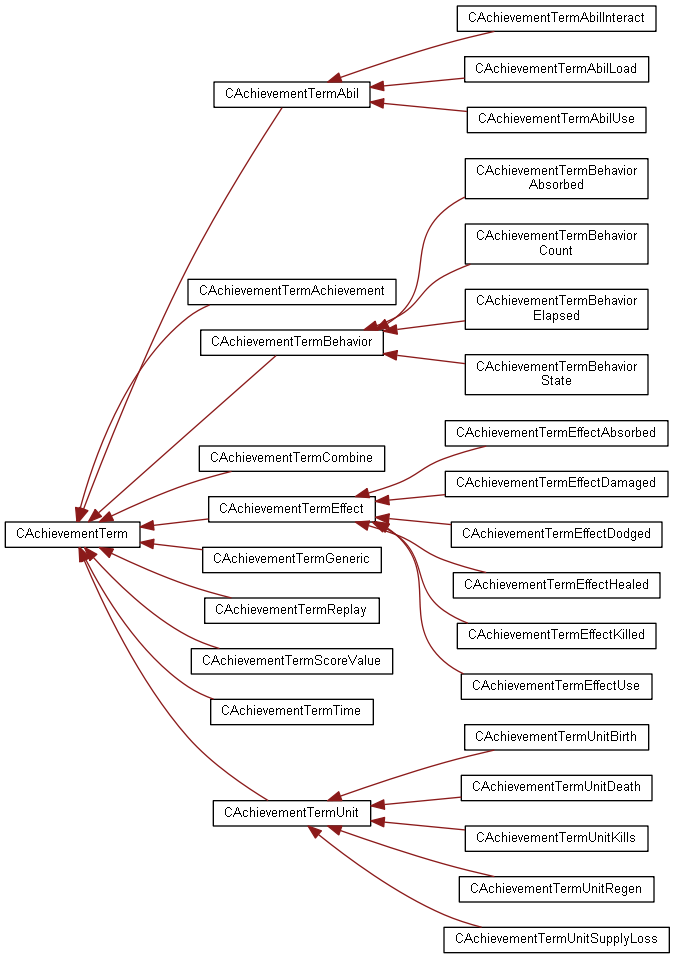 CAchievementTermAbilInteract
CAchievementTermAbilLoad
CAchievementTermAbil
CAchievementTermAbilUse
CAchievementTermBehavior
Absorbed
CAchievementTermBehavior
Count
CAchievementTermAchievement
CAchievementTermBehavior
Elapsed
CAchievementTermBehavior
CAchievementTermBehavior
State
CAchievementTermEffectAbsorbed
CAchievementTermCombine
CAchievementTermEffectDamaged
CAchievementTermEffect
CAchievementTerm
CAchievementTermEffectDodged
CAchievementTermGeneric
CAchievementTermEffectHealed
CAchievementTermReplay
CAchievementTermEffectKilled
CAchievementTermScoreValue
CAchievementTermEffectUse
CAchievementTermTime
CAchievementTermUnitBirth
CAchievementTermUnitDeath
CAchievementTermUnit
CAchievementTermUnitKills
CAchievementTermUnitRegen
CAchievementTermUnitSupplyLoss